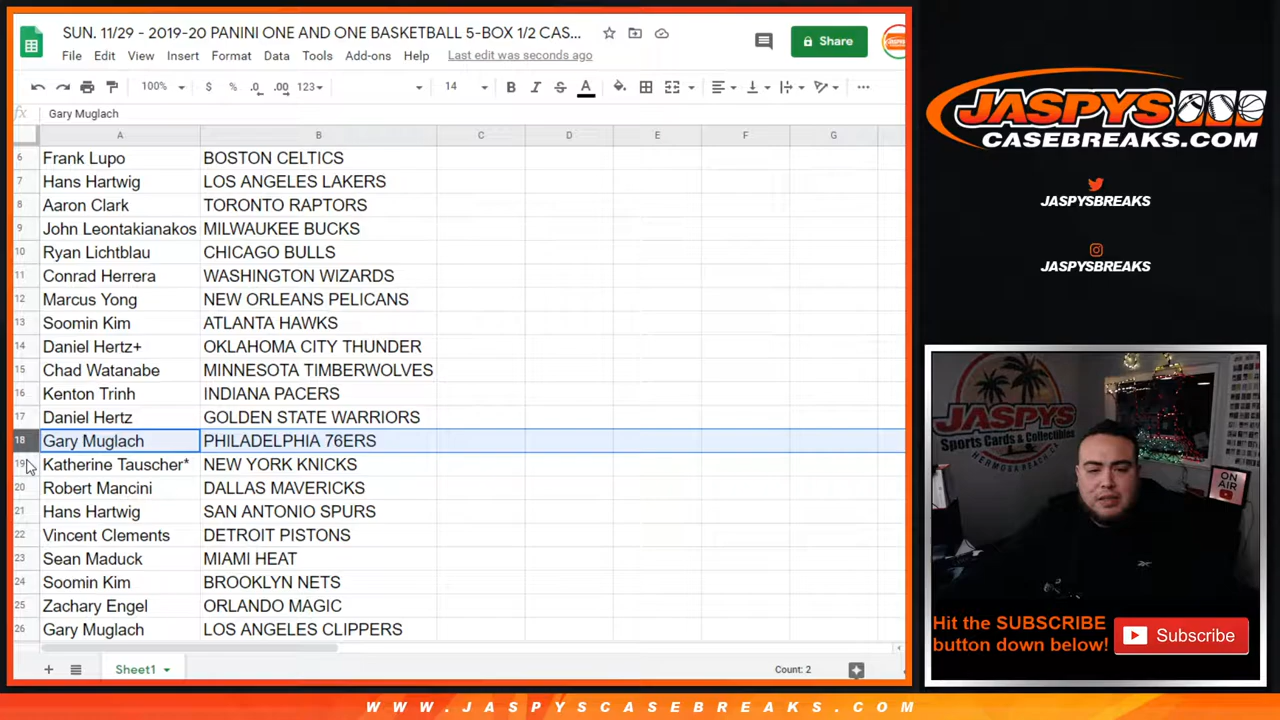 SUN. 11/29 - 2019-20 PANINI ONE AND ONE BASKETBALL 5-BOX 1/2 CAS...
File Edit View Insert Format Data Tools Add-ons Help Last edit was seconds ago
Share
100% $ % .0 .00 123 14 B I S A
fx Gary Muglach
A B C D E F G
6 Frank Lupo BOSTON CELTICS
7 Hans Hartwig LOS ANGELES LAKERS
8 Aaron Clark TORONTO RAPTORS
9 John Leontakianakos MILWAUKEE BUCKS
10 Ryan Lichtblau CHICAGO BULLS
11 Conrad Herrera WASHINGTON WIZARDS
12 Marcus Yong NEW ORLEANS PELICANS
13 Soomin Kim ATLANTA HAWKS
14 Daniel Hertz+ OKLAHOMA CITY THUNDER
15 Chad Watanabe MINNESOTA TIMBERWOLVES
16 Kenton Trinh INDIANA PACERS
17 Daniel Hertz GOLDEN STATE WARRIORS
18 Gary Muglach PHILADELPHIA 76ERS
19 Katherine Tauscher* NEW YORK KNICKS
20 Robert Mancini DALLAS MAVERICKS
21 Hans Hartwig SAN ANTONIO SPURS
22 Vincent Clements DETROIT PISTONS
23 Sean Maduck MIAMI HEAT
24 Soomin Kim BROOKLYN NETS
25 Zachary Engel ORLANDO MAGIC
26 Gary Muglach LOS ANGELES CLIPPERS
Sheet1 Count: 2
JASPYS
CASEBREAKS.COM
JASPYSBREAKS
JASPYSBREAKS
JASPYS
Sports Cards & Collectibles
HERMOSA BEACH CA
ON AIR
Hit the SUBSCRIBE
button down below!
Subscribe
WWW.JASPYSCASEBREAKS.COM